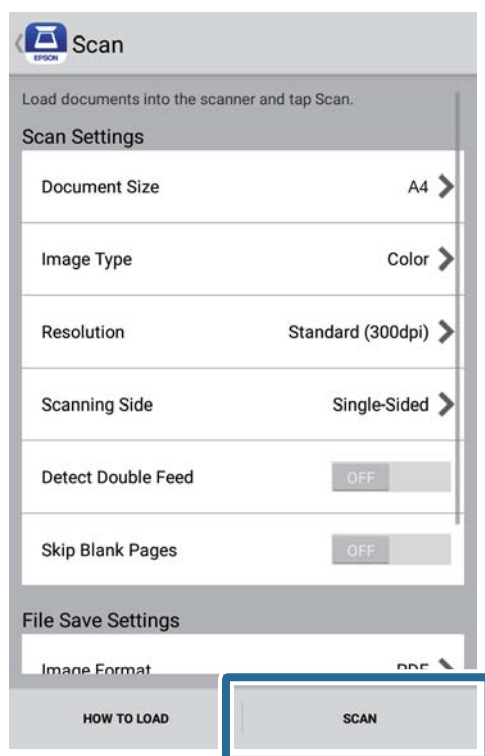 EPSON
Scan
Load documents into the scanner and tap Scan.
Scan Settings
Document Size A4
Image Type Color
Resolution Standard (300dpi)
Scanning Side Single-Sided
Detect Double Feed OFF
Skip Blank Pages OFF
File Save Settings
Image Format PDF
HOW TO LOAD SCAN